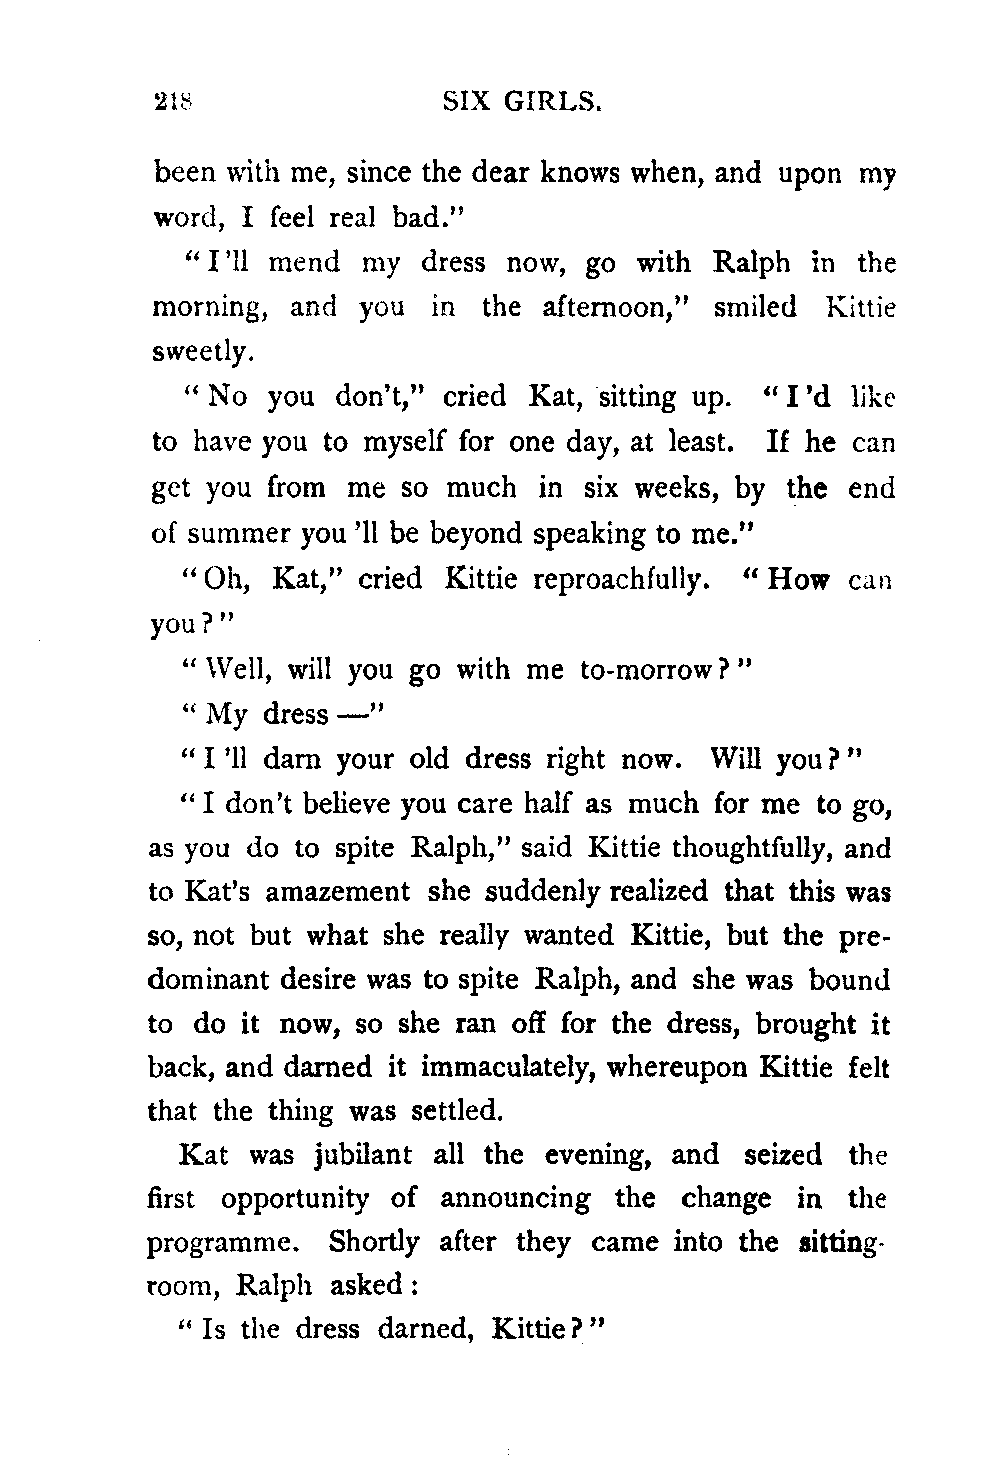 218 SIX GIRLS.
been with me, since the dear knows when, and upon my
word, I feel real bad."
"I'll mend my dress now, go with Ralph in the
morning, and you in the afternoon," smiled Kittie
sweetly.
"No you don't," cried Kat, sitting up. "I'd like
to have you to myself for one day, at least. If he can
get you from me so much in six weeks, by the end
of summer you'll be beyond speaking to me."
"Oh, Kat," cried Kittie reproachfully. "How can
you?"
"Well, will you go with me to-morrow?"
"My dress—"
"I'll darn your old dress right now. Will you?"
"I don't believe you care half as much for me to go,
as you do to spite Ralph," said Kittie thoughtfully, and
to Kat's amazement she suddenly realized that this was
so, not but what she really wanted Kittie, but the pre-
dominant desire was to spite Ralph, and she was bound
to do it now, so she ran off for the dress, brought it
back, and darned it immaculately, whereupon Kittie felt
that the thing was settled.
Kat was jubilant all the evening, and seized the
first opportunity of announcing the change in the
programme. Shortly after they came into the sitting-
room, Ralph asked:
"Is the dress darned, Kittie?"